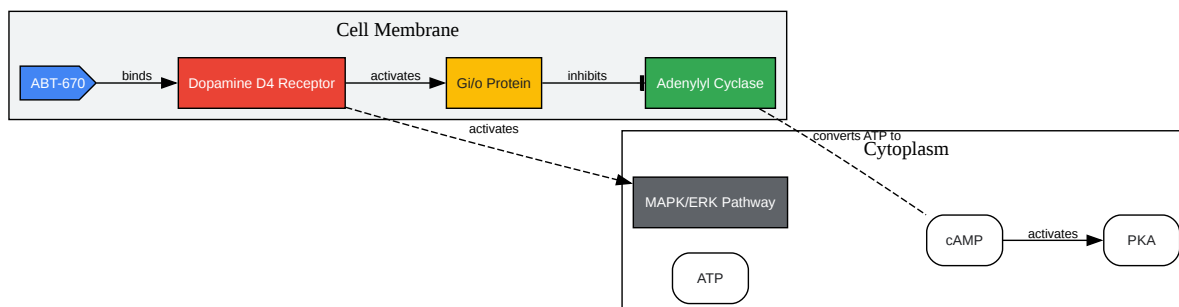 Cell Membrane
ABT-670
binds
Dopamine D4 Receptor
activates
Gi/o Protein
inhibits
Adenylyl Cyclase
activates
converts ATP to
Cytoplasm
MAPK/ERK Pathway
cAMP
activates
PKA
ATP